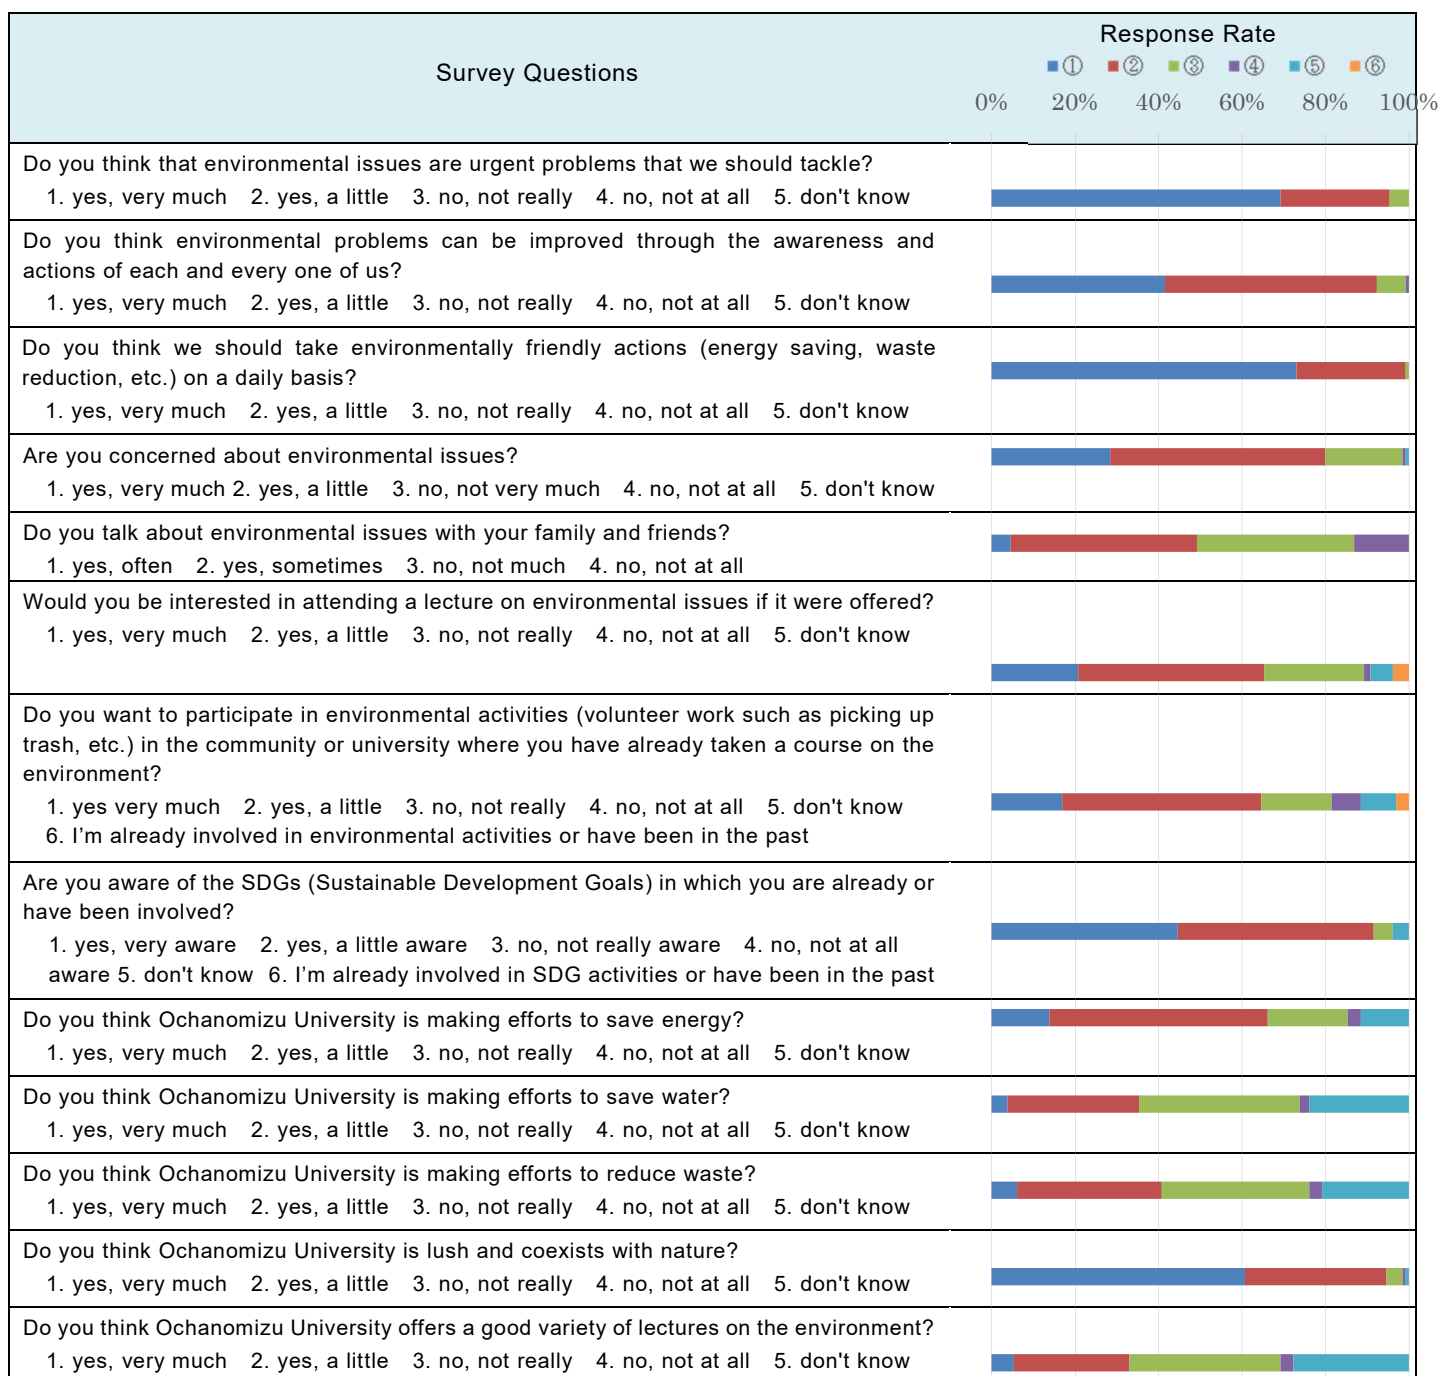 Survey Questions
Response Rate
① ② ③ ④ ⑤ ⑥
0% 20% 40% 60% 80% 100%
Do you think that environmental issues are urgent problems that we should tackle?
1. yes, very much 2. yes, a little 3. no, not really 4. no, not at all 5. don't know
Do you think environmental problems can be improved through the awareness and
actions of each and every one of us?
1. yes, very much 2. yes, a little 3. no, not really 4. no, not at all 5. don't know
Do you think we should take environmentally friendly actions (energy saving, waste
reduction, etc.) on a daily basis?
1. yes, very much 2. yes, a little 3. no, not really 4. no, not at all 5. don't know
Are you concerned about environmental issues?
1. yes, very much 2. yes, a little 3. no, not very much 4. no, not at all 5. don't know
Do you talk about environmental issues with your family and friends?
1. yes, often 2. yes, sometimes 3. no, not much 4. no, not at all
Would you be interested in attending a lecture on environmental issues if it were offered?
1. yes, very much 2. yes, a little 3. no, not really 4. no, not at all 5. don't know
Do you want to participate in environmental activities (volunteer work such as picking up
trash, etc.) in the community or university where you have already taken a course on the
environment?
1. yes very much 2. yes, a little 3. no, not really 4. no, not at all 5. don't know
6. I’m already involved in environmental activities or have been in the past
Are you aware of the SDGs (Sustainable Development Goals) in which you are already or
have been involved?
1. yes, very aware 2. yes, a little aware 3. no, not really aware 4. no, not at all
aware 5. don't know 6. I’m already involved in SDG activities or have been in the past
Do you think Ochanomizu University is making efforts to save energy?
1. yes, very much 2. yes, a little 3. no, not really 4. no, not at all 5. don't know
Do you think Ochanomizu University is making efforts to save water?
1. yes, very much 2. yes, a little 3. no, not really 4. no, not at all 5. don't know
Do you think Ochanomizu University is making efforts to reduce waste?
1. yes, very much 2. yes, a little 3. no, not really 4. no, not at all 5. don't know
Do you think Ochanomizu University is lush and coexists with nature?
1. yes, very much 2. yes, a little 3. no, not really 4. no, not at all 5. don't know
Do you think Ochanomizu University offers a good variety of lectures on the environment?
1. yes, very much 2. yes, a little 3. no, not really 4. no, not at all 5. don't know